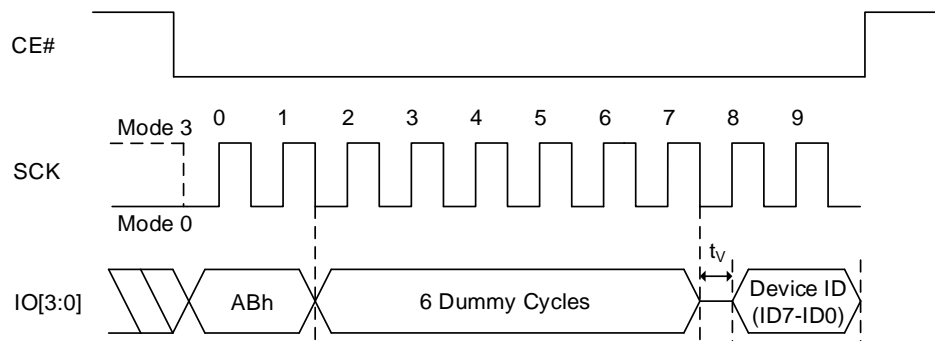 CE#
0 1 2 3 4 5 6 7 8 9
Mode 3
SCK
Mode 0
tV
IO[3:0]
ABh
6 Dummy Cycles
Device ID
(ID7-ID0)